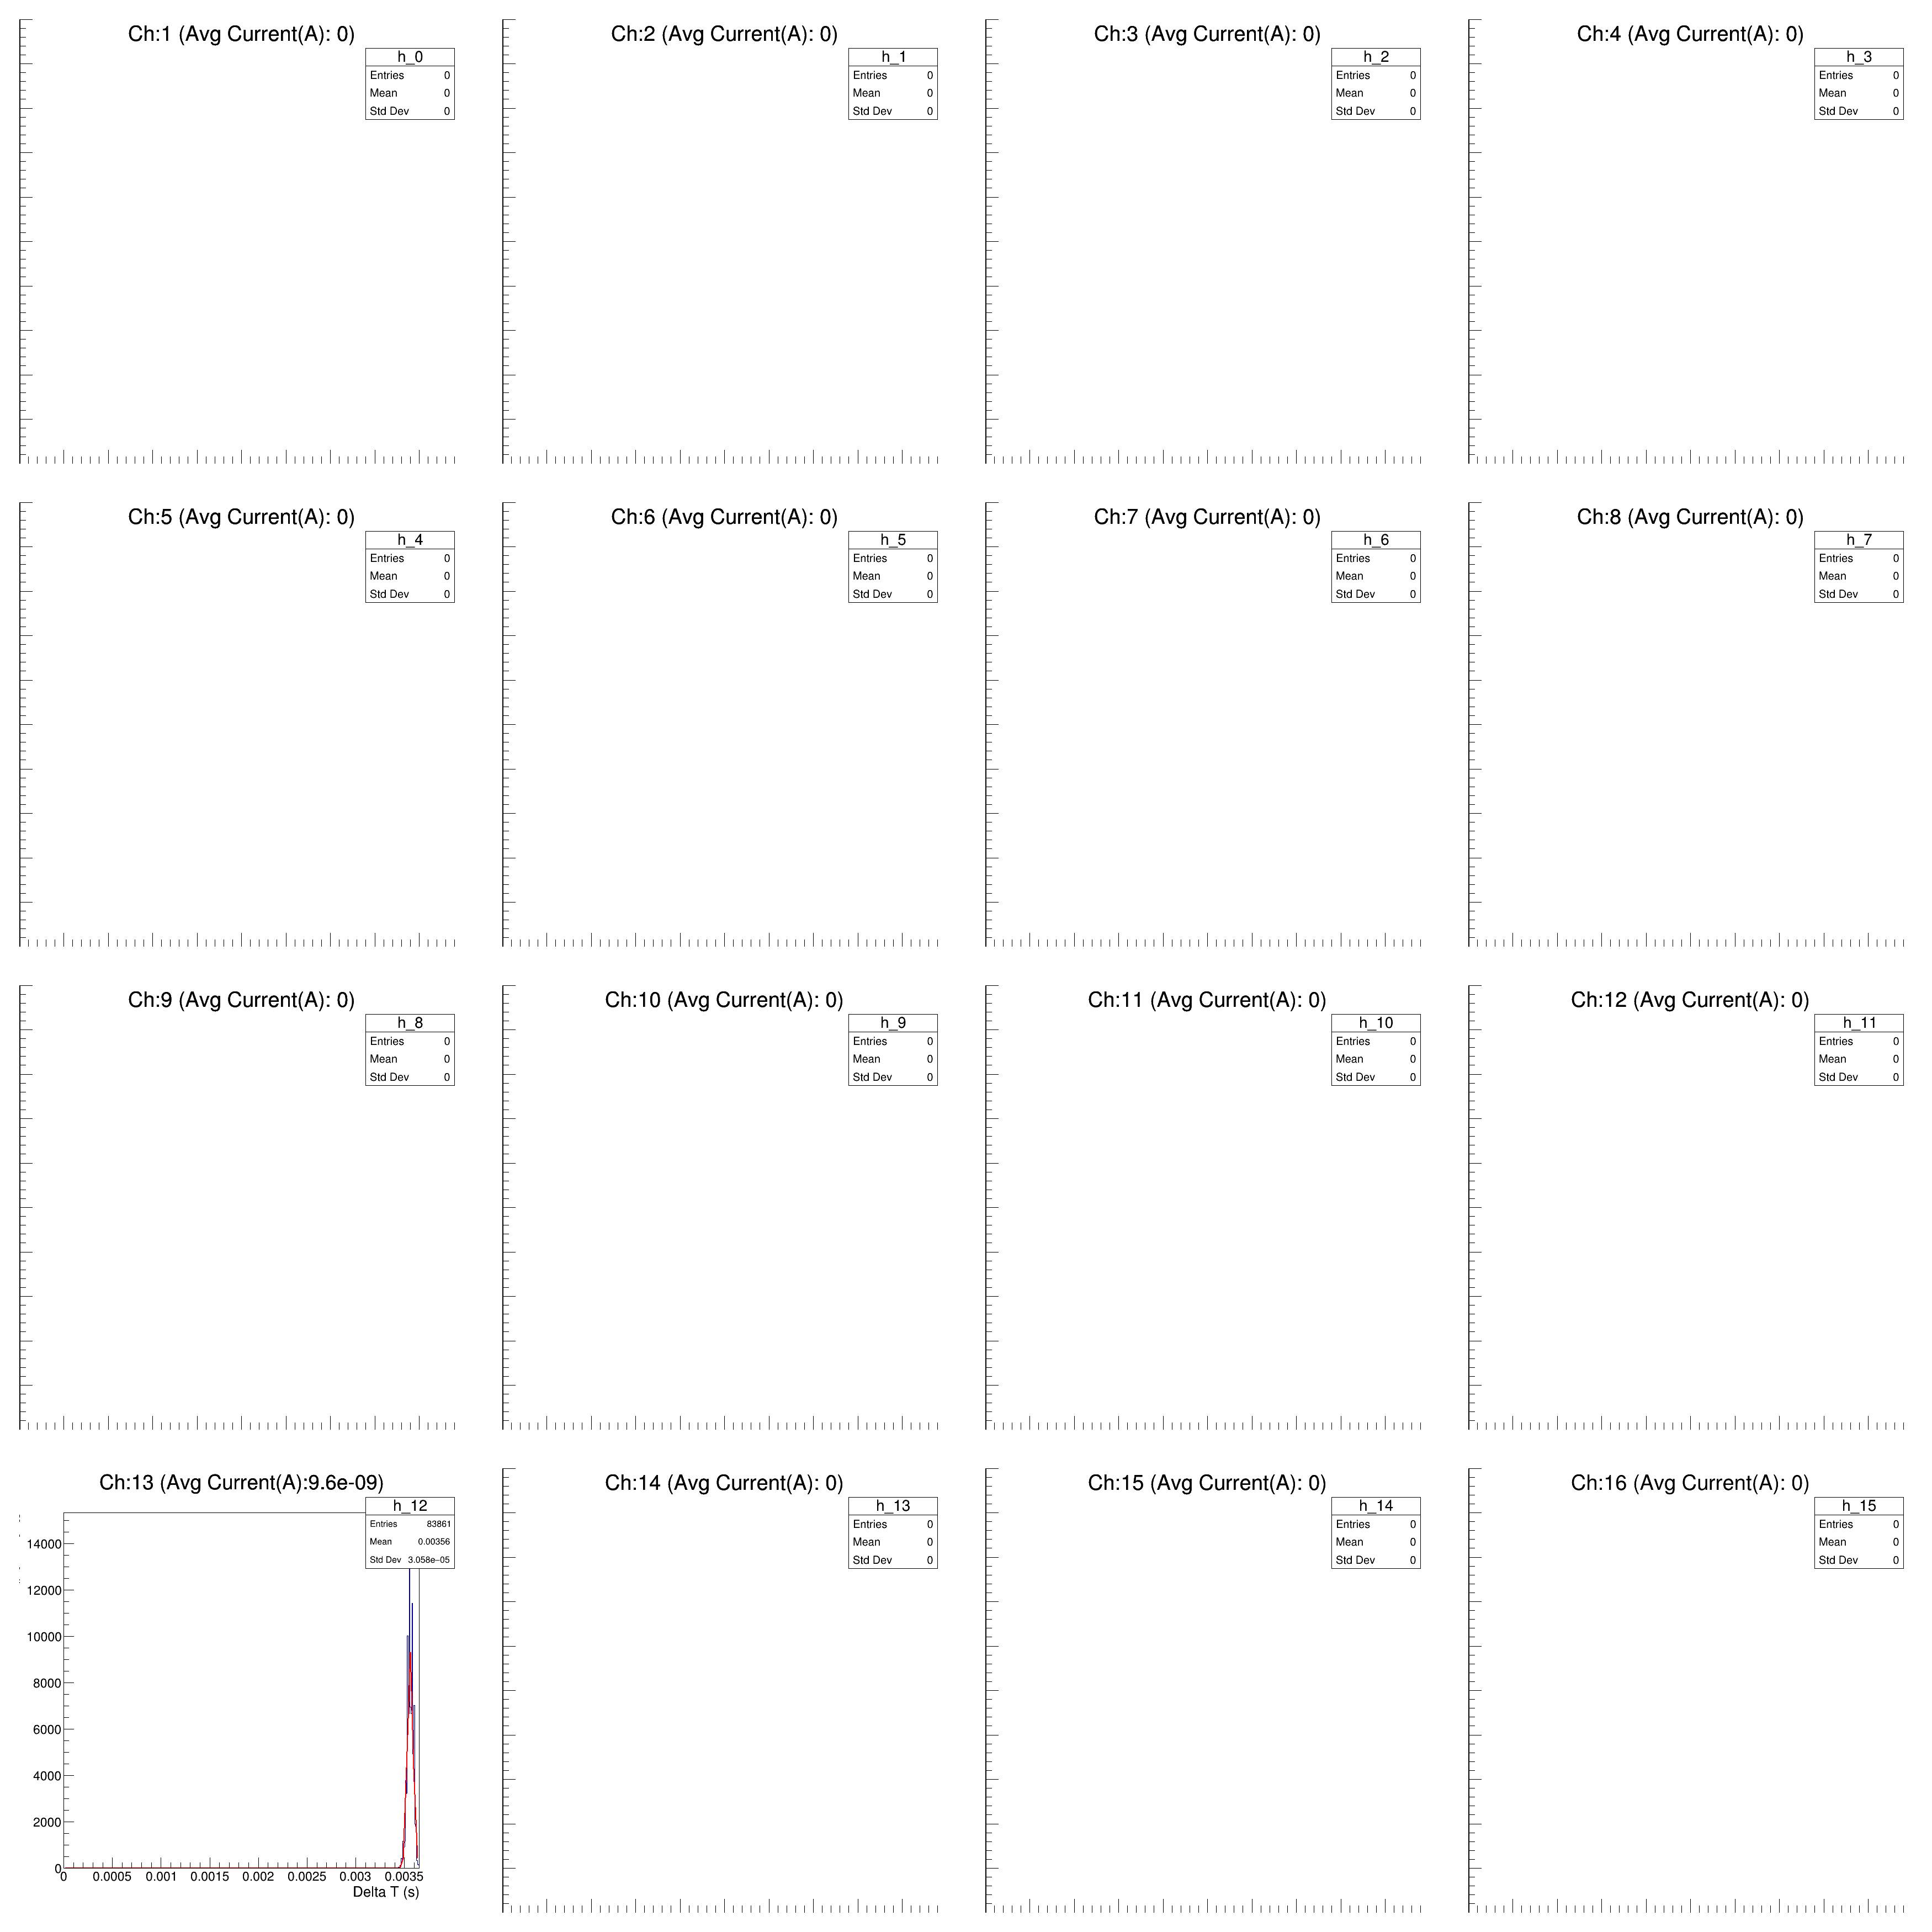 Ch:1 (Avg Current(A): 0)
h_0
Entries 0
Mean 0
Std Dev 0
Ch:2 (Avg Current(A): 0)
h_1
Entries 0
Mean 0
Std Dev 0
Ch:3 (Avg Current(A): 0)
h_2
Entries 0
Mean 0
Std Dev 0
Ch:4 (Avg Current(A): 0)
h_3
Entries 0
Mean 0
Std Dev 0
Ch:5 (Avg Current(A): 0)
h_4
Entries 0
Mean 0
Std Dev 0
Ch:6 (Avg Current(A): 0)
h_5
Entries 0
Mean 0
Std Dev 0
Ch:7 (Avg Current(A): 0)
h_6
Entries 0
Mean 0
Std Dev 0
Ch:8 (Avg Current(A): 0)
h_7
Entries 0
Mean 0
Std Dev 0
Ch:9 (Avg Current(A): 0)
h_8
Entries 0
Mean 0
Std Dev 0
Ch:10 (Avg Current(A): 0)
h_9
Entries 0
Mean 0
Std Dev 0
Ch:11 (Avg Current(A): 0)
h_10
Entries 0
Mean 0
Std Dev 0
Ch:12 (Avg Current(A): 0)
h_11
Entries 0
Mean 0
Std Dev 0
Ch:13 (Avg Current(A):9.6e-09)
h_12
Entries 83861
Mean 0.00356
Std Dev 3.058e−05
14000
12000
10000
8000
6000
4000
2000
0
0 0.0005 0.001 0.0015 0.002 0.0025 0.003 0.0035
Delta T (s)
Ch:14 (Avg Current(A): 0)
h_13
Entries 0
Mean 0
Std Dev 0
Ch:15 (Avg Current(A): 0)
h_14
Entries 0
Mean 0
Std Dev 0
Ch:16 (Avg Current(A): 0)
h_15
Entries 0
Mean 0
Std Dev 0